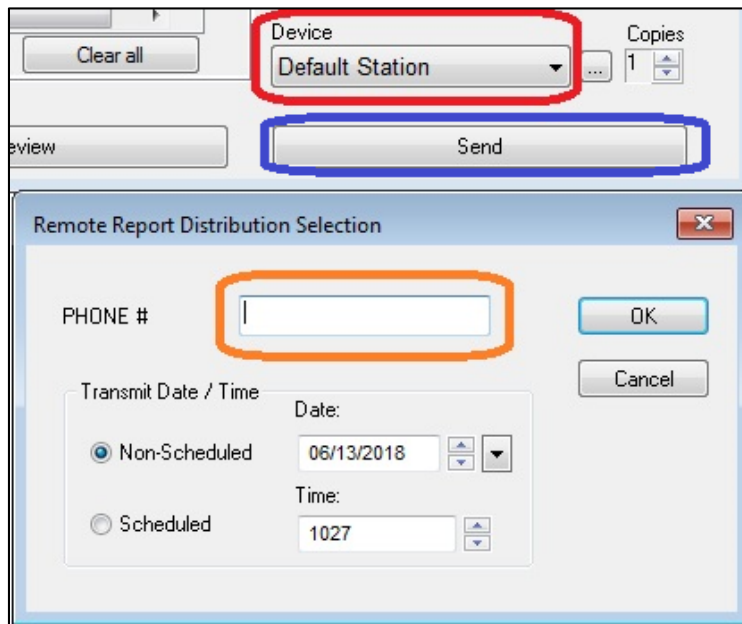 Device
Copies
Clear all
Default Station
...
1
eview
Send
Remote Report Distribution Selection
PHONE #
OK
Cancel
Transmit Date / Time
Date:
Non-Scheduled
06/13/2018
Time:
Scheduled
1027